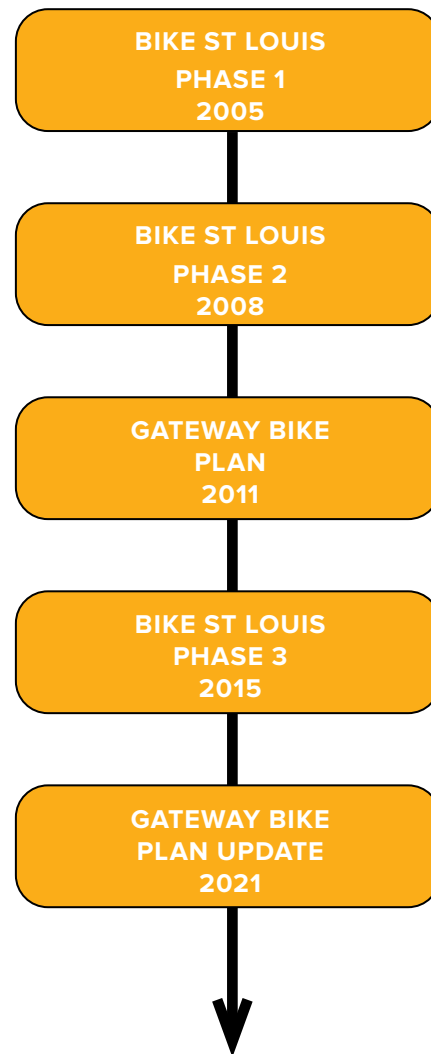 BIKE ST LOUIS
PHASE 1
2005
BIKE ST LOUIS
PHASE 2
2008
GATEWAY BIKE
PLAN
2011
BIKE ST LOUIS
PHASE 3
2015
GATEWAY BIKE
PLAN UPDATE
2021